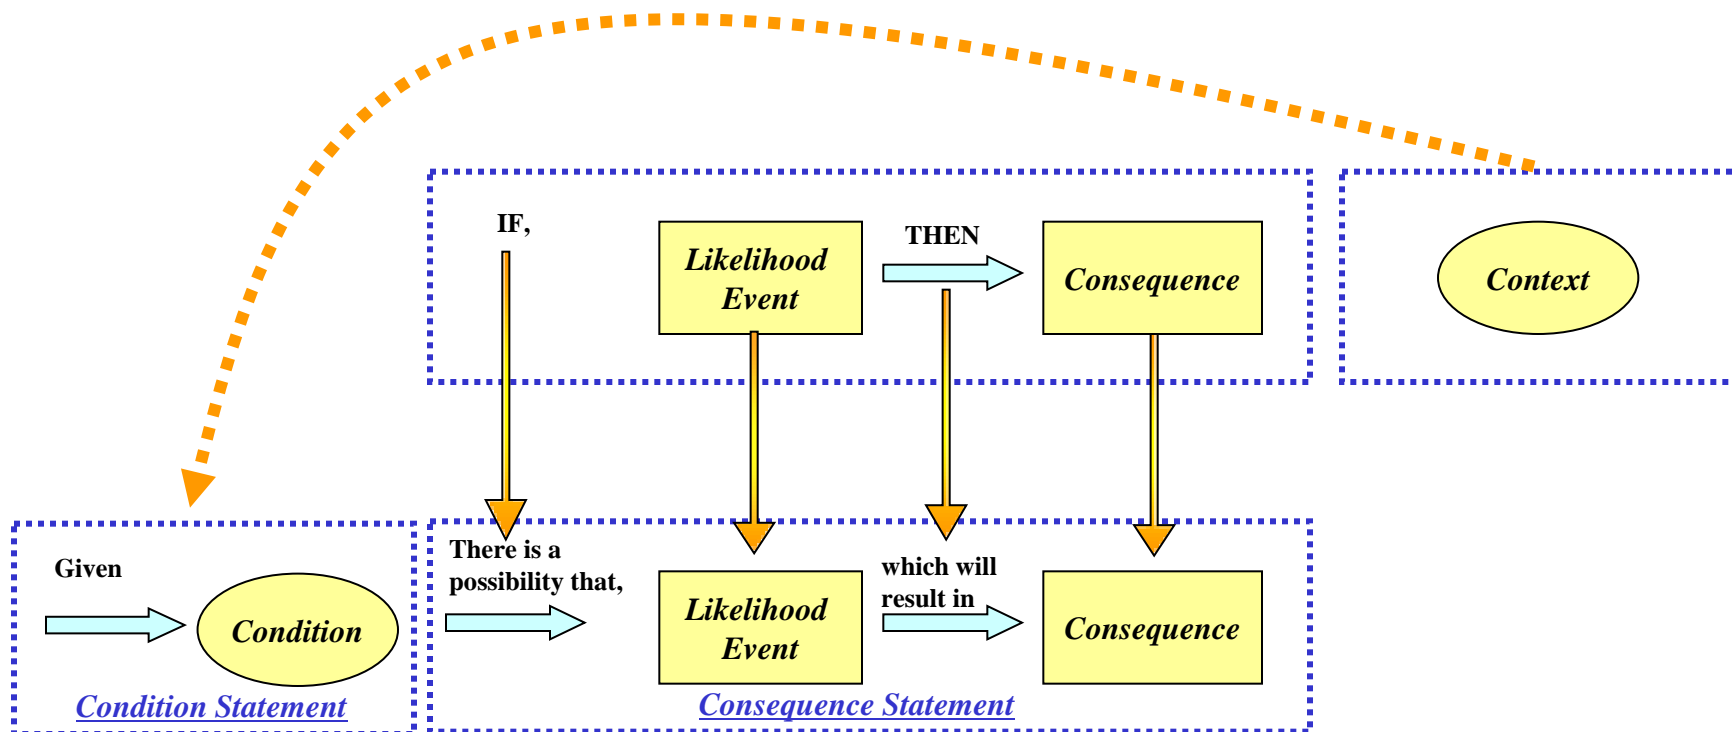 IF,
Likelihood
Event
THEN
Consequence
Context
Given
Condition
Condition Statement
There is a
possibility that,
Likelihood
Event
which will
result in
Consequence
Consequence Statement